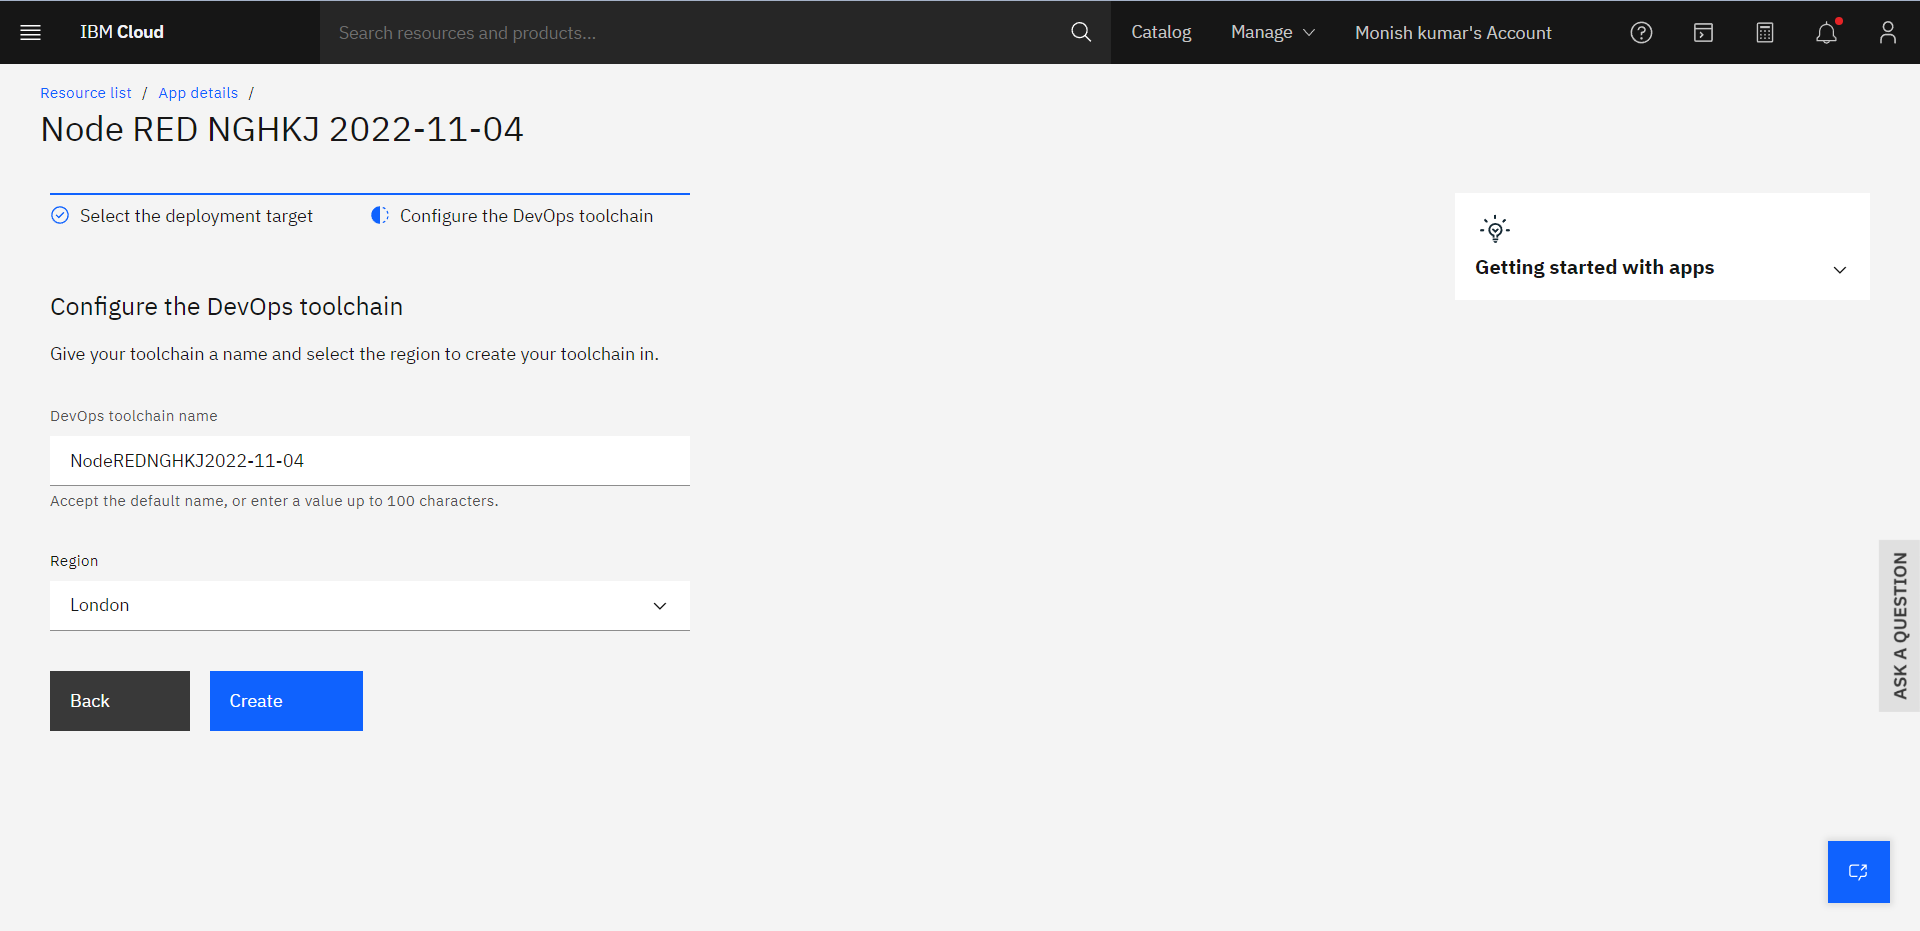 IBM Cloud
Search resources and products...
Catalog
Manage
Monish kumar's Account
Resource list / App details /
Node RED NGHKJ 2022-11-04
Select the deployment target
Configure the DevOps toolchain
Getting started with apps
Configure the DevOps toolchain
Give your toolchain a name and select the region to create your toolchain in.
DevOps toolchain name
NodeREDNGHKJ2022-11-04
Accept the default name, or enter a value up to 100 characters.
Region
London
Back
Create
ASK A QUESTION